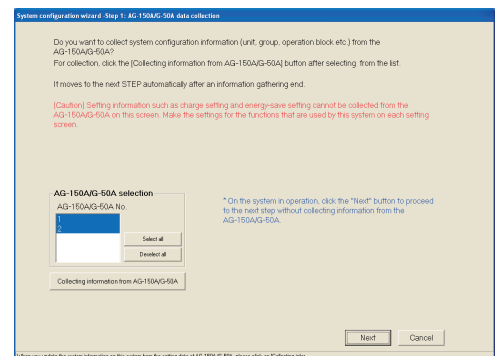 System configuration wizard -Step 1: AG-150A/G-50A data collection
Do you want to collect system configuration information (unit, group, operation block etc.) from the
AG-150A/G-50A?
For collection, click the [Collecting information from AG-150A/G-50A] button after selecting from the list.
It moves to the next STEP automatically after an information gathering end.
(Caution) Setting information such as charge setting and energy-save setting cannot be collected from the
AG-150A/G-50A on this screen. Make the settings for the functions that are used by this system on each setting
screen.
AG-150A/G-50A selection
AG-150A/G-50A No.
1
2
Select all
Deselect all
* On the system in operation, click the "Next" button to proceed
to the next step without collecting information from the
AG-150A/G-50A.
Collecting information from AG-150A/G-50A
Next
Cancel